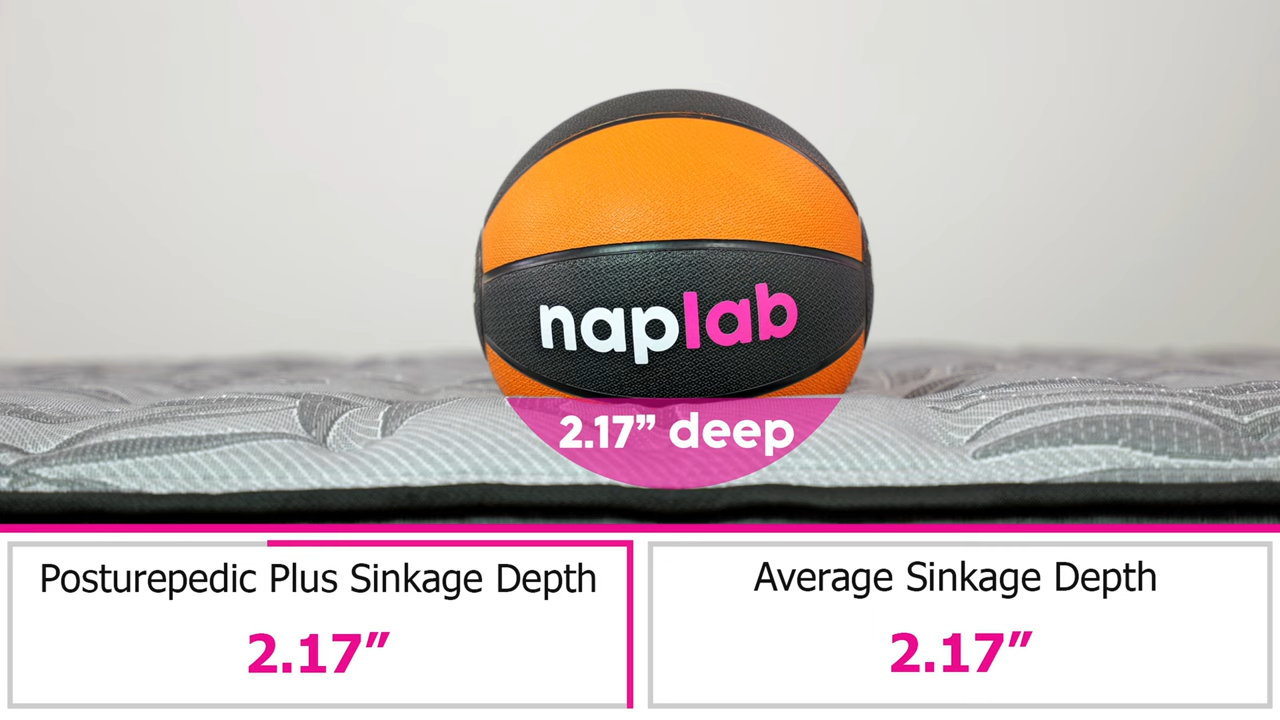 naplab
2.17” deep
Posturepedic Plus Sinkage Depth
Average Sinkage Depth
2.17”
2.17”